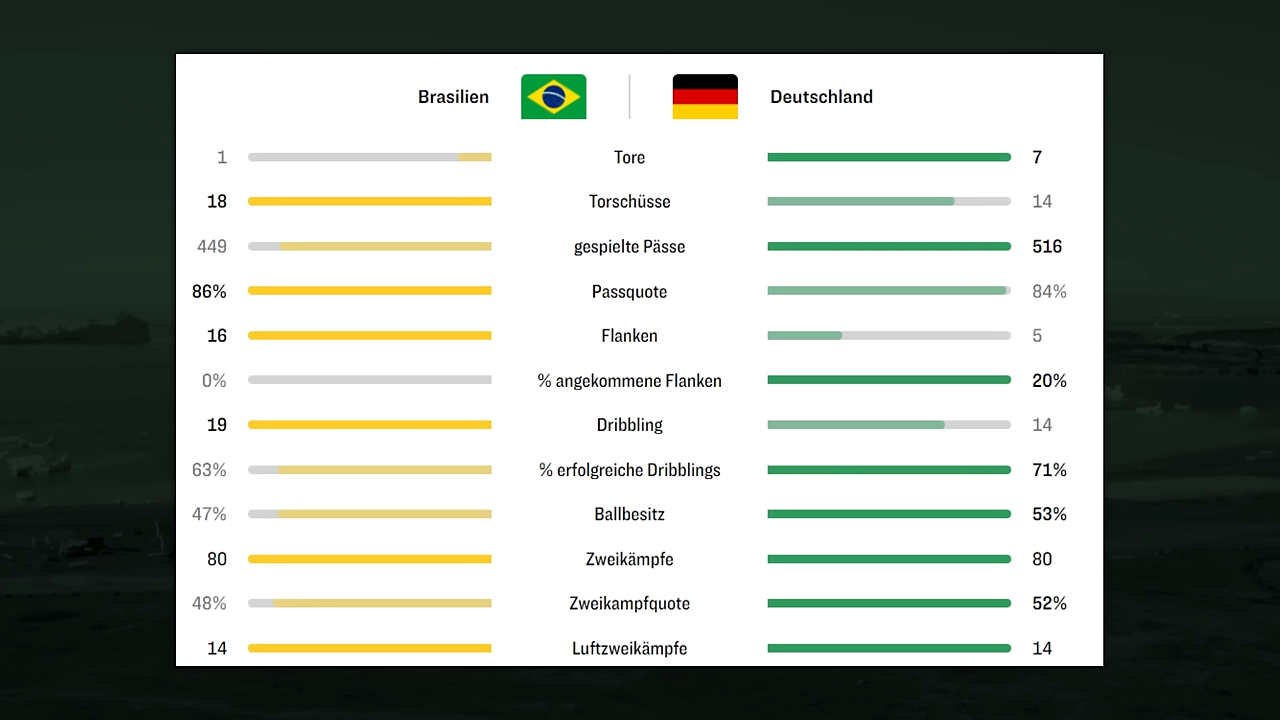 Brasilien Deutschland
1 Tore 7
18 Torschüsse 14
449 gespielte Pässe 516
86% Passquote 84%
16 Flanken 5
0% % angekommene Flanken 20%
19 Dribbling 14
63% % erfolgreiche Dribblings 71%
47% Ballbesitz 53%
80 Zweikämpfe 80
48% Zweikampfquote 52%
14 Luftzweikämpfe 14